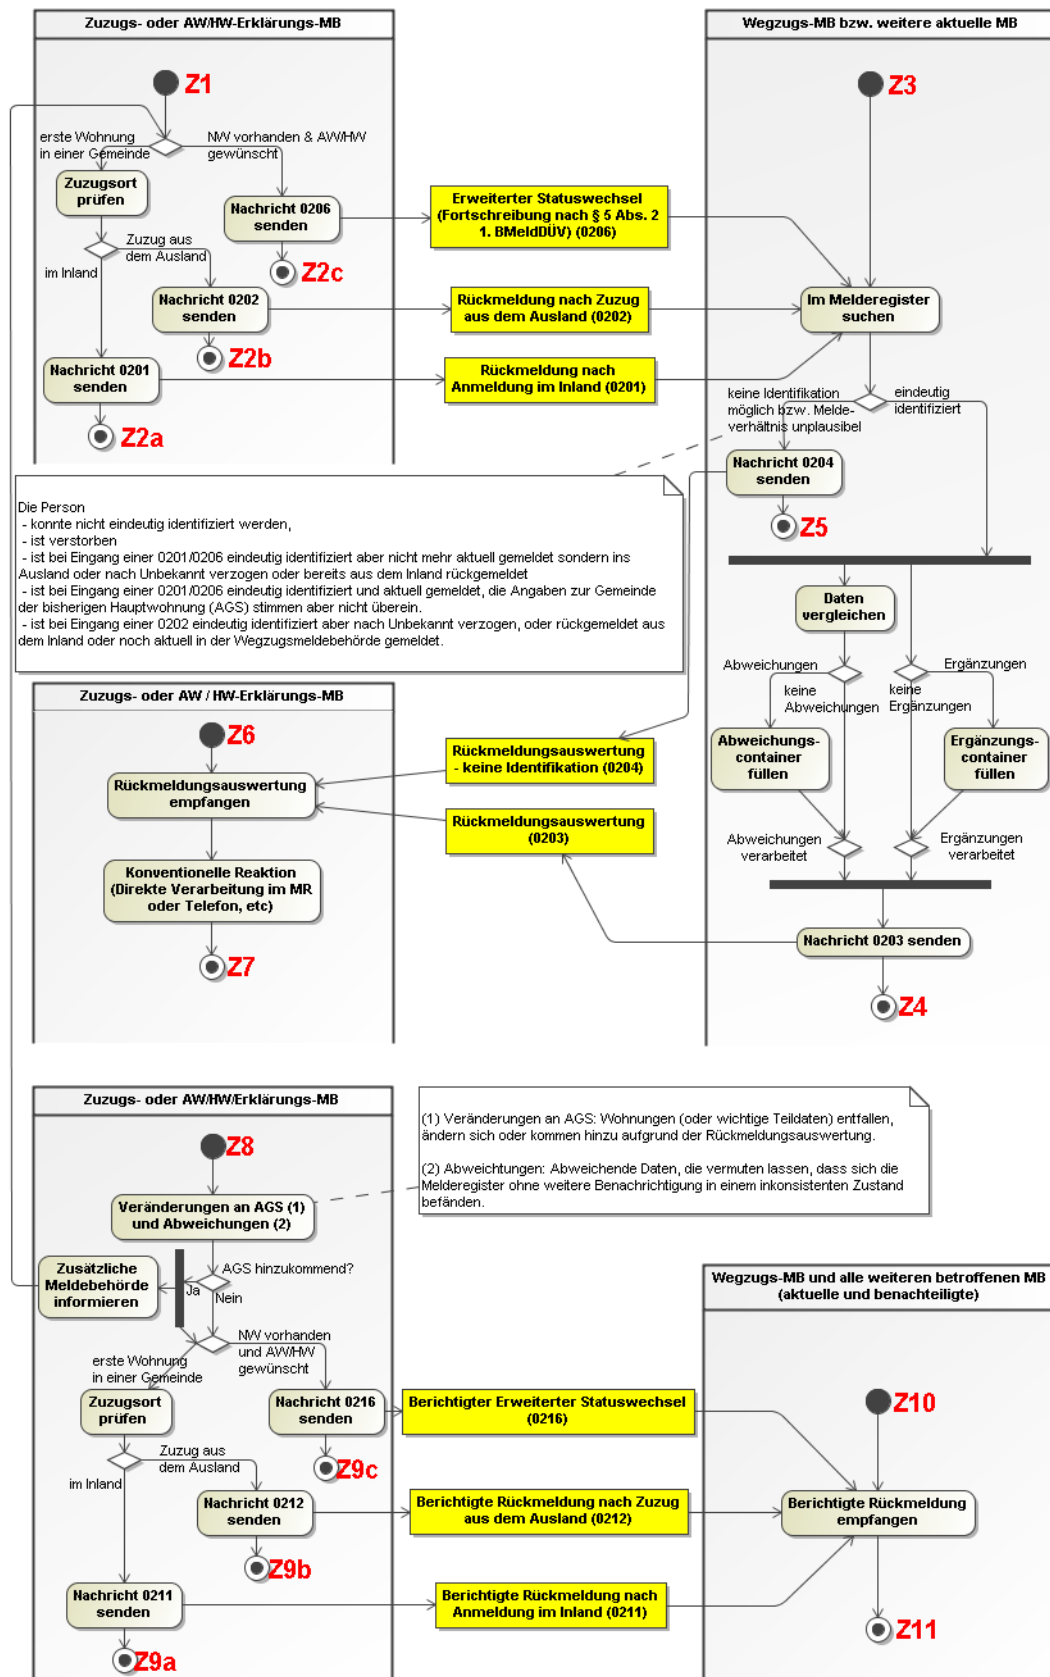 Zuzugs- oder AW/HW-Erklärungs-MB
Z1
erste Wohnung
in einer Gemeinde
NW vorhanden & AW/HW
gewünscht
Zuzugsort
prüfen
Nachricht 0206
senden
Zuzug aus
dem Ausland
im Inland
Z2c
Nachricht 0202
senden
Z2b
Nachricht 0201
senden
Z2a
Erweiterter Statuswechsel
(Fortschreibung nach § 5 Abs. 2
1. BMeldDÜV) (0206)
Rückmeldung nach Zuzug
aus dem Ausland (0202)
Rückmeldung nach
Anmeldung im Inland (0201)
Wegzugs-MB bzw. weitere aktuelle MB
Z3
Im Melderegister
suchen
keine Identifikation
möglich bzw. Melde-
verhältnis unplausibel
eindeutig
identifiziert
Nachricht 0204
senden
Z5
Daten
vergleichen
Abweichungen
keine
Abweichungen
Ergänzungen
keine
Ergänzungen
Abweichungs-
container
füllen
Ergänzungs-
container
füllen
Abweichungen
verarbeitet
Ergänzungen
verarbeitet
Nachricht 0203 senden
Z4
Die Person
- konnte nicht eindeutig identifiziert werden,
- ist verstorben
- ist bei Eingang einer 0201/0206 eindeutig identifiziert aber nicht mehr aktuell gemeldet sondern ins
Ausland oder nach Unbekannt verzogen oder bereits aus dem Inland rückgemeldet
- ist bei Eingang einer 0201/0206 eindeutig identifiziert und aktuell gemeldet, die Angaben zur Gemeinde
der bisherigen Hauptwohnung (AGS) stimmen aber nicht überein.
- ist bei Eingang einer 0202 eindeutig identifiziert aber nach Unbekannt verzogen, oder rückgemeldet aus
dem Inland oder noch aktuell in der Wegzugsmeldebehörde gemeldet.
Zuzugs- oder AW / HW-Erklärungs-MB
Z6
Rückmeldungsauswertung
empfangen
Konventionelle Reaktion
(Direkte Verarbeitung im MR
oder Telefon, etc)
Z7
Rückmeldungsauswertung
- keine Identifikation (0204)
Rückmeldungsauswertung
(0203)
Zuzugs- oder AW/HW/Erklärungs-MB
Z8
Veränderungen an AGS (1)
und Abweichungen (2)
Zusätzliche
Meldebehörde
informieren
AGS hinzukommend?
Ja
Nein
NW vorhanden
und AW/HW
gewünscht
erste Wohnung
in einer Gemeinde
Zuzugsort
prüfen
Nachricht 0216
senden
Zuzug aus
dem Ausland
im Inland
Z9c
Nachricht 0212
senden
Z9b
Nachricht 0211
senden
Z9a
(1) Veränderungen an AGS: Wohnungen (oder wichtige Teildaten) entfallen,
ändern sich oder kommen hinzu aufgrund der Rückmeldungsauswertung.
(2) Abweichtungen: Abweichende Daten, die vermuten lassen, dass sich die
Melderegister ohne weitere Benachrichtigung in einem inkonsistenten Zustand
befänden.
Berichtigter Erweiterter Statuswechsel
(0216)
Berichtigte Rückmeldung nach Zuzug
aus dem Ausland (0212)
Berichtigte Rückmeldung nach
Anmeldung im Inland (0211)
Wegzugs-MB und alle weiteren betroffenen MB
(aktuelle und benachteiligte)
Z10
Berichtigte Rückmeldung
empfangen
Z11